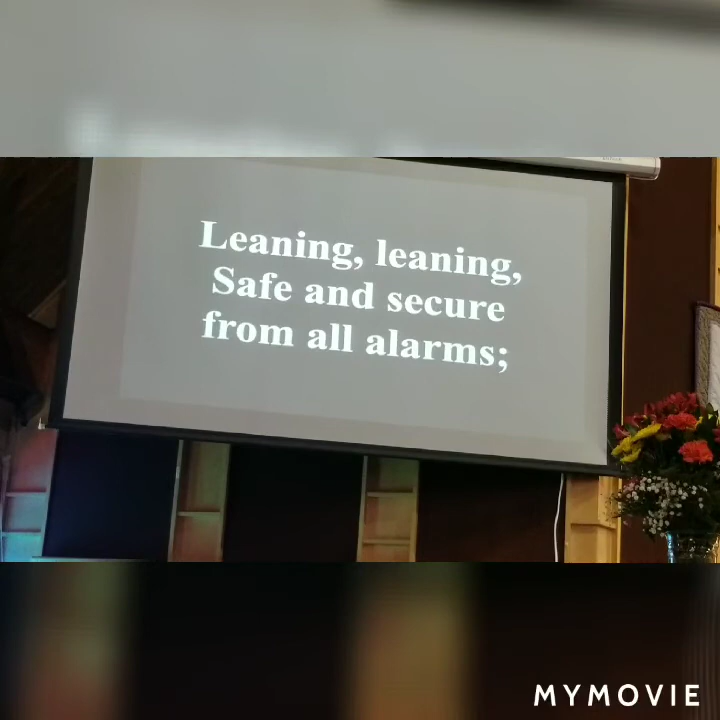 Leaning, leaning,
Safe and secure
from all alarms;
MYMOVIE